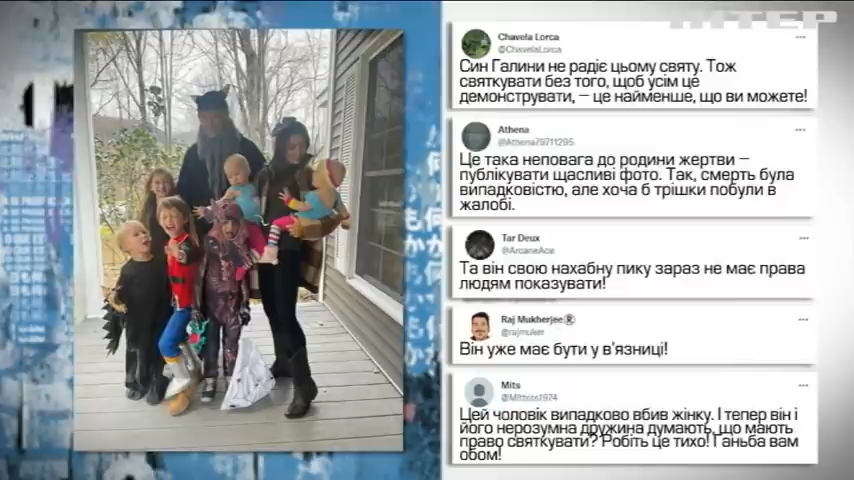 ІНТЕР
Chavela Lorca
@ChavelaLorca
Син Галини не радіє цьому святу. Тож
святкувати без того, щоб усім це
демонструвати, – це найменше, що ви можете!
Athena
@Athena79711295
Це така неповага до родини жертви –
публікувати щасливі фото. Так, смерть була
випадковістю, але хоча б трішки побули в
жалобі.
Tar Deux
@ArcaneAce
Та він свою нахабну пику зараз не має права
людям показувати!
Raj Mukherjee®
@rajmuker
Він уже має бути у в'язниці!
Mits
Цей чоловік випадково вбив жінку. І тепер він і
його нерозумна дружина думають, що мають
право святкувати? Робіть це тихо! Ганьба вам
обом!